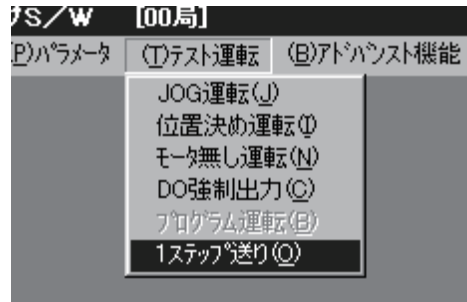 S/W [00局]
(P)パラメータ (T)テスト運転 (B)アドバンスト機能
JOG運転(J)
位置決め運転(I)
モータ無し運転(N)
DO強制出力(C)
プログラム運転(B)
1ステップ送り(O)